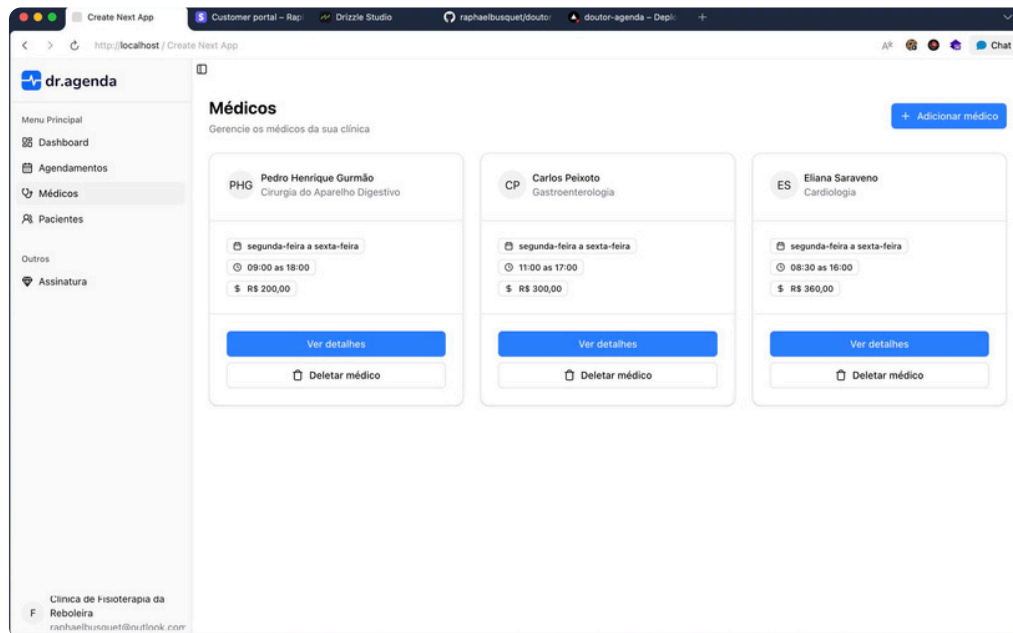 Create Next App
Customer portal – Rap
Drizzle Studio
raphaelbusquet/doutor
doutor-agenda – Deplo
http://localhost / Create Next App
Chat
dr.agenda
Menu Principal
Dashboard
Agendamentos
Médicos
Pacientes
Outros
Assinatura
Médicos
Gerencie os médicos da sua clínica
+ Adicionar médico
PHG
Pedro Henrique Gurmão
Cirurgia do Aparelho Digestivo
segunda-feira a sexta-feira
09:00 as 18:00
$ R$ 200,00
Ver detalhes
Deletar médico
CP
Carlos Peixoto
Gastroenterologia
segunda-feira a sexta-feira
11:00 as 17:00
$ R$ 300,00
Ver detalhes
Deletar médico
ES
Eliana Saraveno
Cardiologia
segunda-feira a sexta-feira
08:30 as 16:00
$ R$ 360,00
Ver detalhes
Deletar médico
F
Clínica de Fisioterapia da
Reboleira
raphaelbusquet@outlook.com